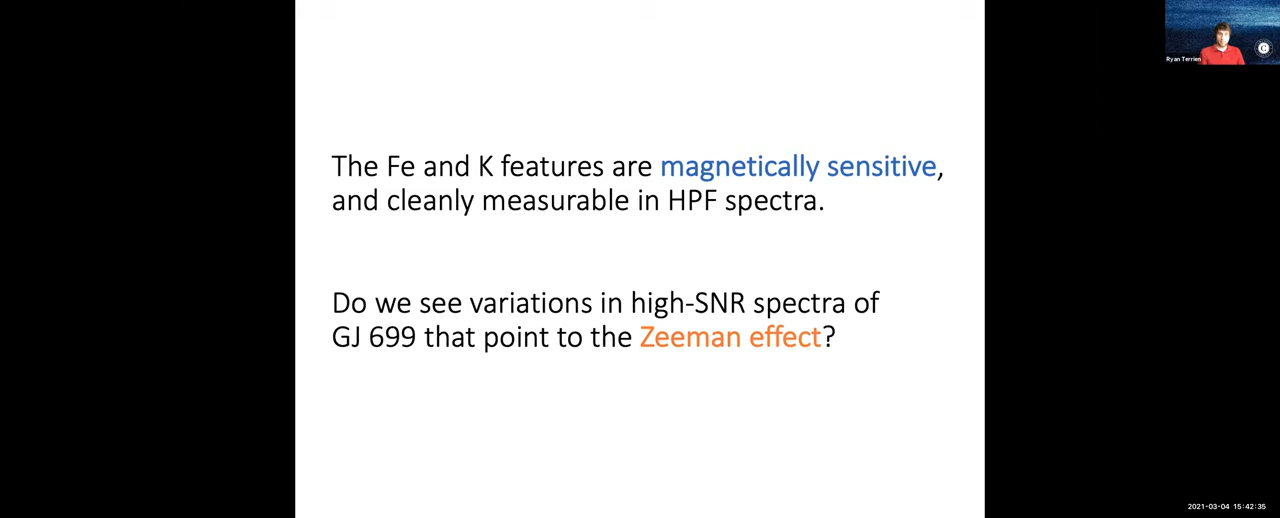 The Fe and K features are magnetically sensitive,
and cleanly measurable in HPF spectra.
Do we see variations in high-SNR spectra of
GJ 699 that point to the Zeeman effect?
Ryan Terrien
C
2021-03-04 15:42:35